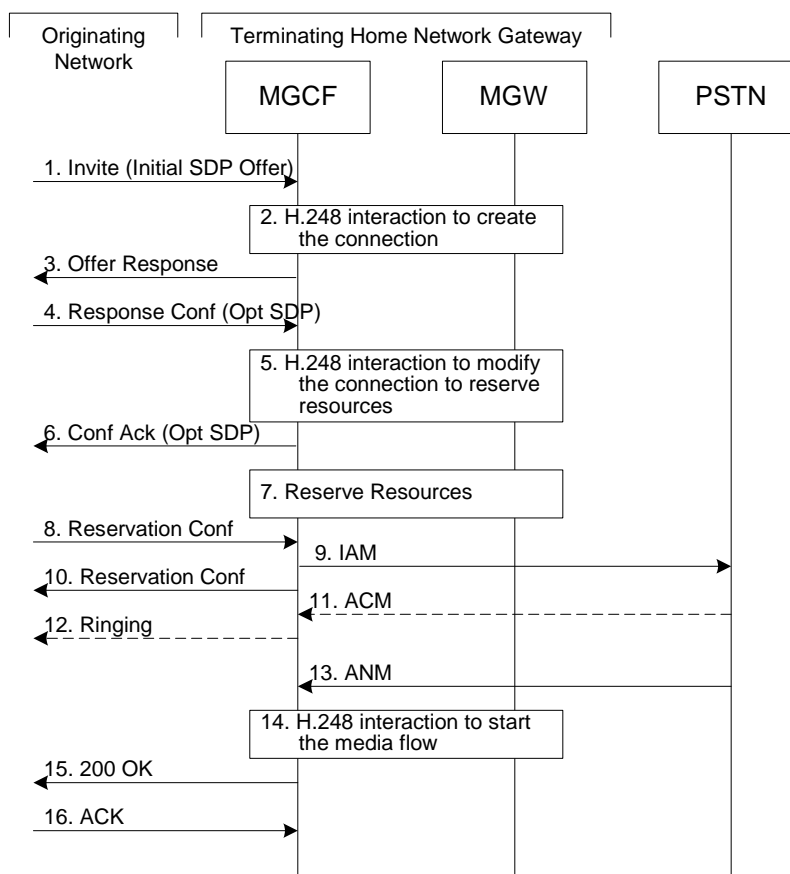 Originating
Network
Terminating Home Network Gateway
MGCF
MGW
PSTN
1. Invite (Initial SDP Offer)
2. H.248 interaction to create
the connection
3. Offer Response
4. Response Conf (Opt SDP)
5. H.248 interaction to modify
the connection to reserve
resources
6. Conf Ack (Opt SDP)
7. Reserve Resources
8. Reservation Conf
9. IAM
10. Reservation Conf
11. ACM
12. Ringing
13. ANM
14. H.248 interaction to start
the media flow
15. 200 OK
16. ACK